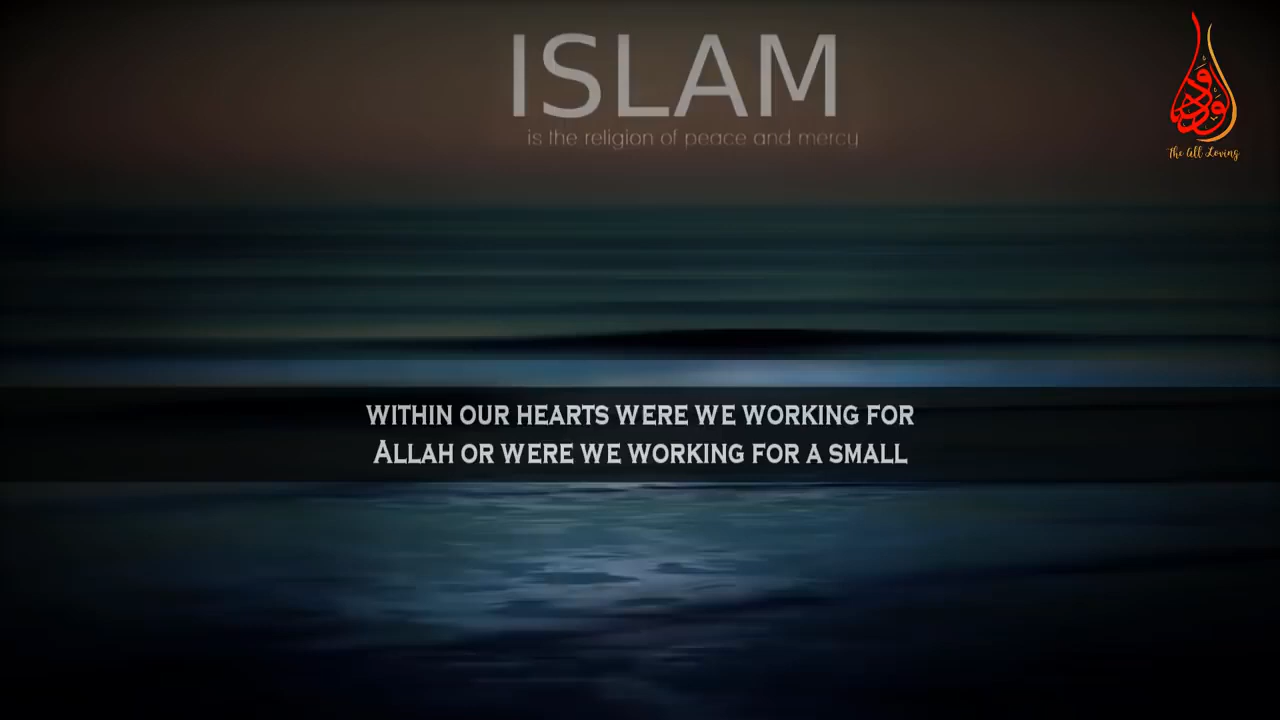 ISLAM
is the religion of peace and mercy
الودود
The All Loving
WITHIN OUR HEARTS WERE WE WORKING FOR
ALLAH OR WERE WE WORKING FOR A SMALL